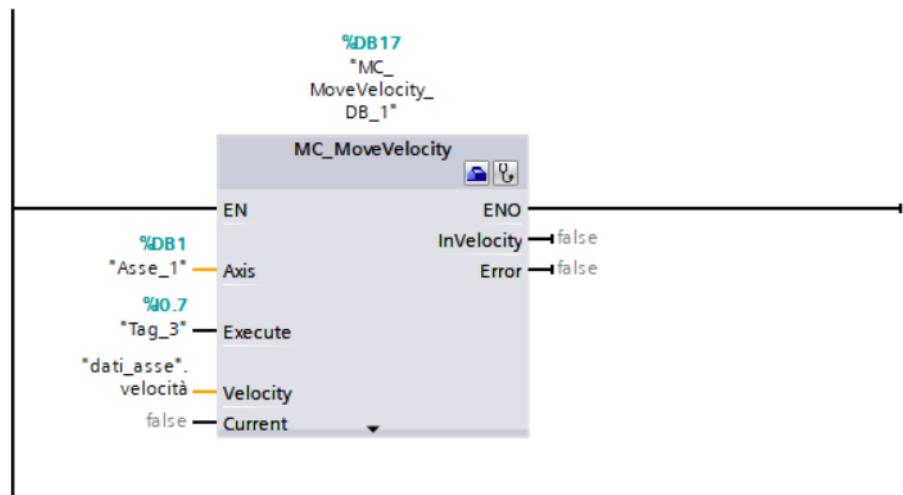 %DB17
"MC_
MoveVelocity_
DB_1"
MC_MoveVelocity
EN
ENO
InVelocity
false
%DB1
"Asse_1"
Axis
Error
false
%I0.7
"Tag_3"
Execute
"dati_asse".
velocità
Velocity
false
Current